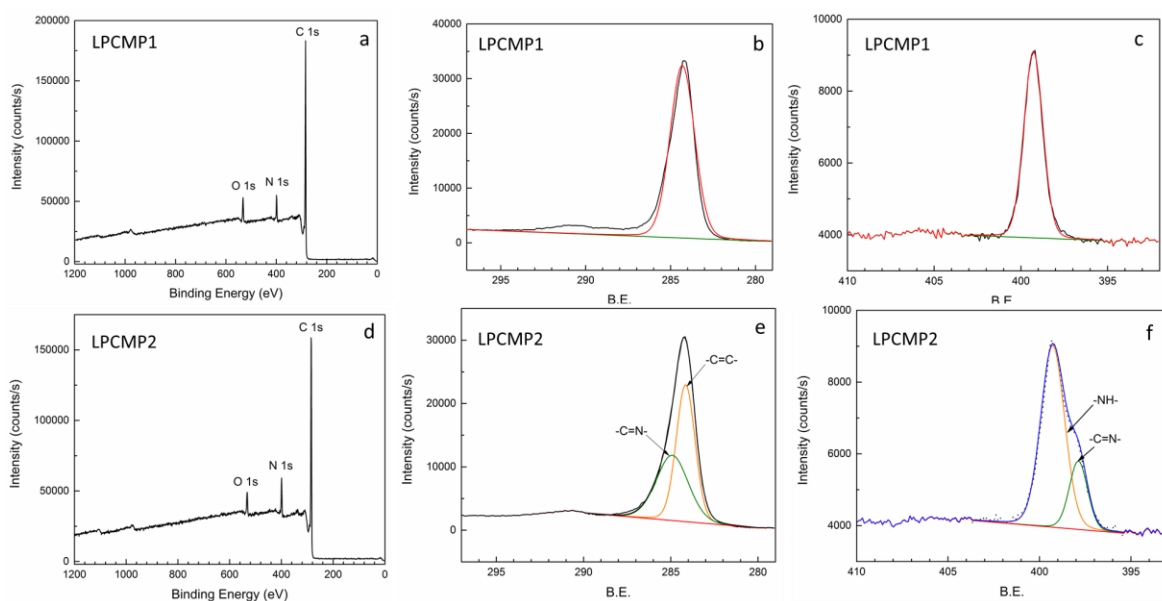 LPCMP1
a
C 1s
O 1s
N 1s
Intensity (counts/s)
200000
150000
100000
50000
0
1200 1000 800 600 400 200 0
Binding Energy (eV)
LPCMP1
b
Intensity (counts/s)
40000
30000
20000
10000
0
295 290 285 280
B.E.
LPCMP1
c
Intensity (counts/s)
10000
8000
6000
4000
410 405 400 395
B.E.
LPCMP2
d
C 1s
O 1s
N 1s
Intensity (counts/s)
150000
100000
50000
0
1200 1000 800 600 400 200 0
Binding Energy (eV)
LPCMP2
e
-C=C-
-C=N-
Intensity (counts/s)
30000
20000
10000
0
295 290 285 280
B.E.
LPCMP2
f
-NH-
-C=N-
Intensity (counts/s)
10000
8000
6000
4000
410 405 400 395
B.E.